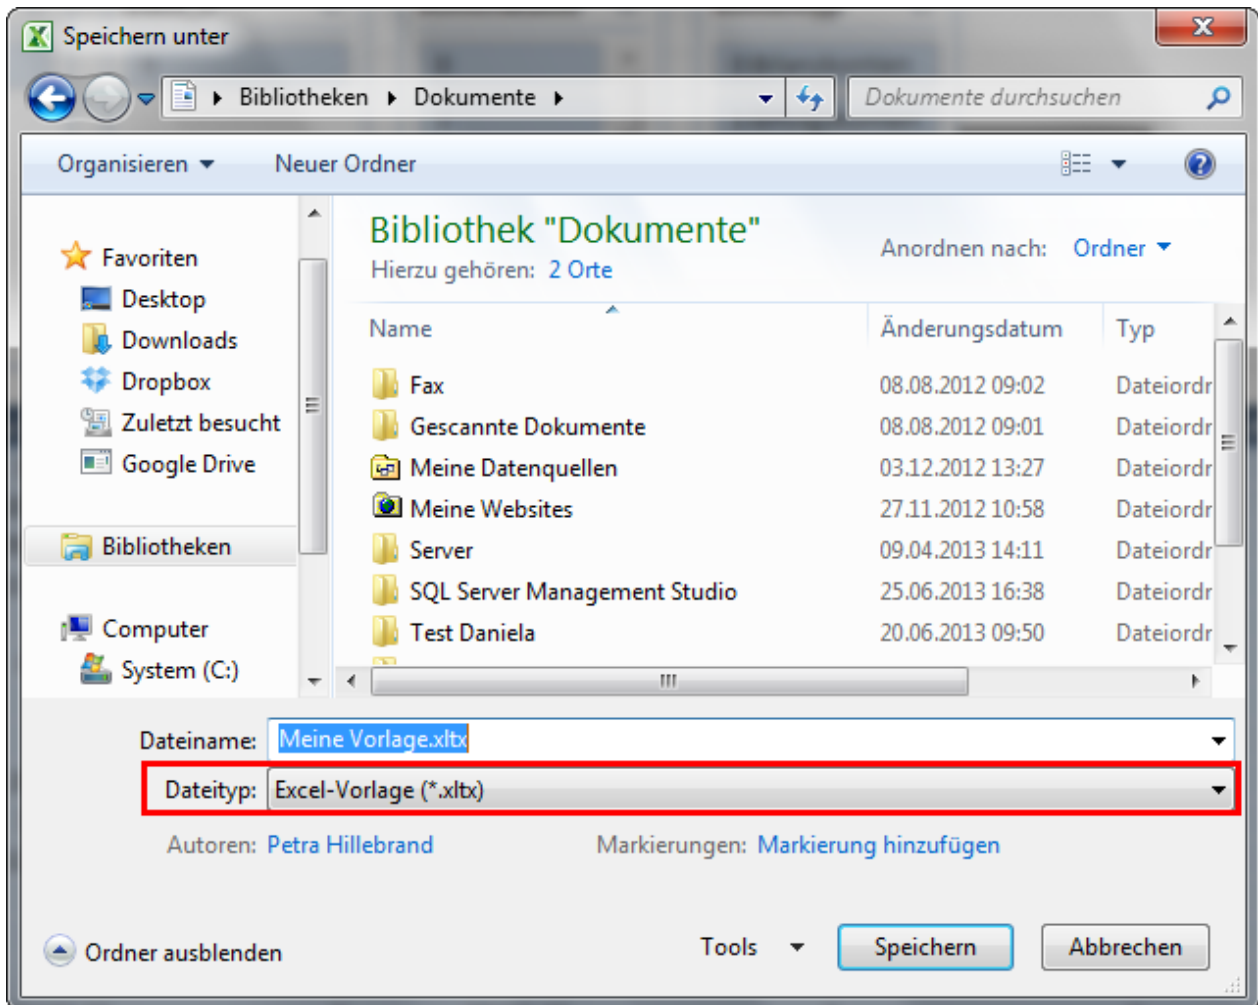 Speichern unter
Bibliotheken Dokumente
Dokumente durchsuchen
Organisieren Neuer Ordner
Favoriten
Desktop
Downloads
Dropbox
Zuletzt besucht
Google Drive
Bibliotheken
Computer
System (C:)
Bibliothek "Dokumente"
Hierzu gehören: 2 Orte
Anordnen nach: Ordner
Name Änderungsdatum Typ
Fax 08.08.2012 09:02 Dateiordr
Gescannte Dokumente 08.08.2012 09:01 Dateiordr
Meine Datenquellen 03.12.2012 13:27 Dateiordr
Meine Websites 27.11.2012 10:58 Dateiordr
Server 09.04.2013 14:11 Dateiordr
SQL Server Management Studio 25.06.2013 16:38 Dateiordr
Test Daniela 20.06.2013 09:50 Dateiordr
Dateiname: Meine Vorlage.xltx
Dateityp: Excel-Vorlage (*.xltx)
Autoren: Petra Hillebrand Markierungen: Markierung hinzufügen
Ordner ausblenden Tools Speichern Abbrechen